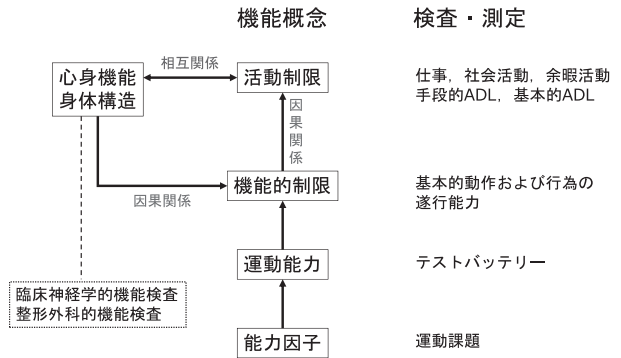 機能概念
検査・測定
心身機能
身体構造
相互関係
活動制限
仕事，社会活動，余暇活動
手段的ADL，基本的ADL
因果関係
因果関係
機能的制限
基本的動作および行為の
遂行能力
運動能力
テストバッテリー
臨床神経学的機能検査
整形外科的機能検査
能力因子
運動課題